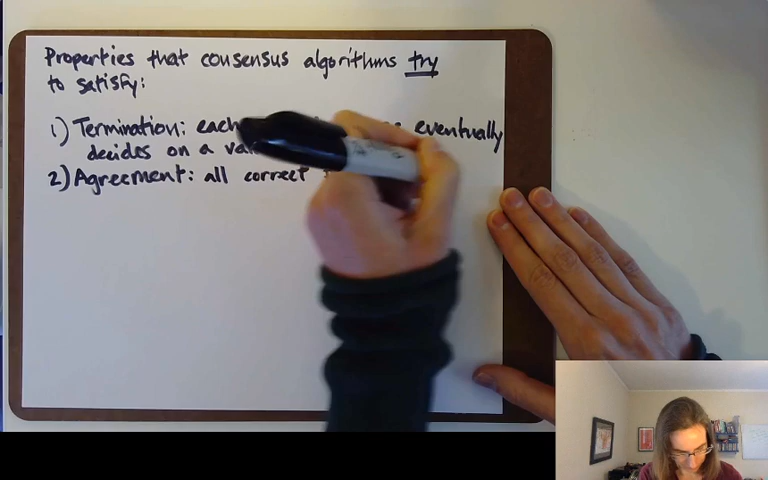 Properties that consensus algorithms try
to satisfy:
1) Termination: each eventually
decides on a
2) Agreement: all correct